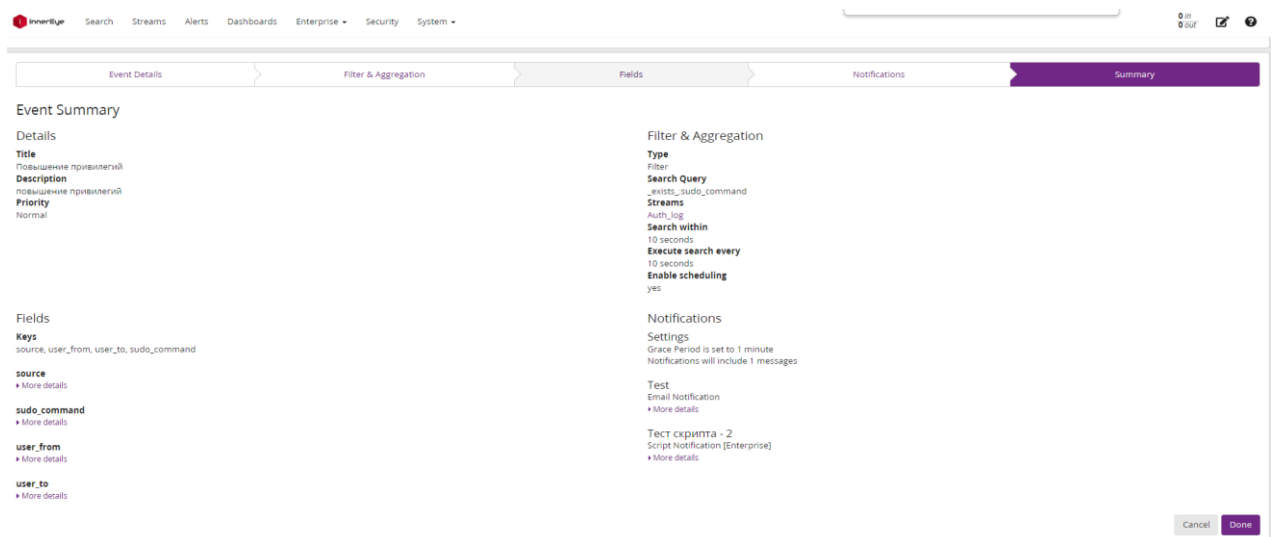 InnerEye Search Streams Alerts Dashboards Enterprise Security System 0 in
0 out
Event Details Filter & Aggregation Fields Notifications Summary
Event Summary
Details
Title
Повышение привилегий
Description
повышение привилегий
Priority
Normal
Filter & Aggregation
Type
Filter
Search Query
_exists_:sudo_command
Streams
Auth_log
Search within
10 seconds
Execute search every
10 seconds
Enable scheduling
yes
Fields
Keys
source, user_from, user_to, sudo_command
source
More details
sudo_command
More details
user_from
More details
user_to
More details
Notifications
Settings
Grace Period is set to 1 minute
Notifications will include 1 messages
Test
Email Notification
More details
Тест скрипта - 2
Script Notification [Enterprise]
More details
Cancel Done